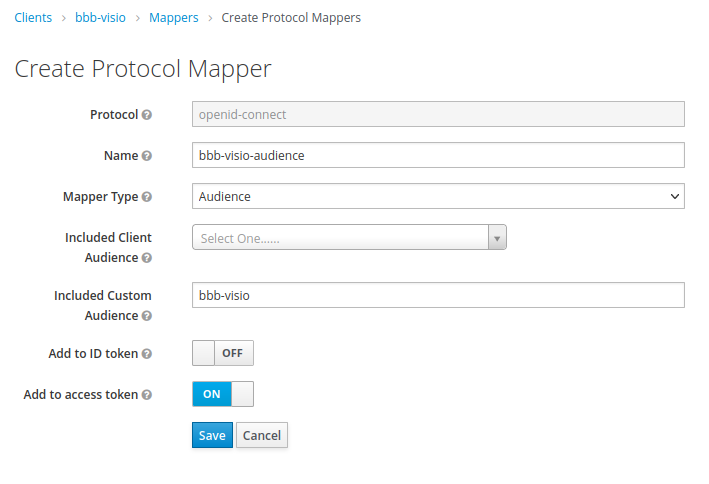 Clients > bbb-visio > Mappers > Create Protocol Mappers
Create Protocol Mapper
Protocol openid-connect
Name bbb-visio-audience
Mapper Type Audience
Included Client Audience Select One......
Included Custom Audience bbb-visio
Add to ID token OFF
Add to access token ON
Save Cancel